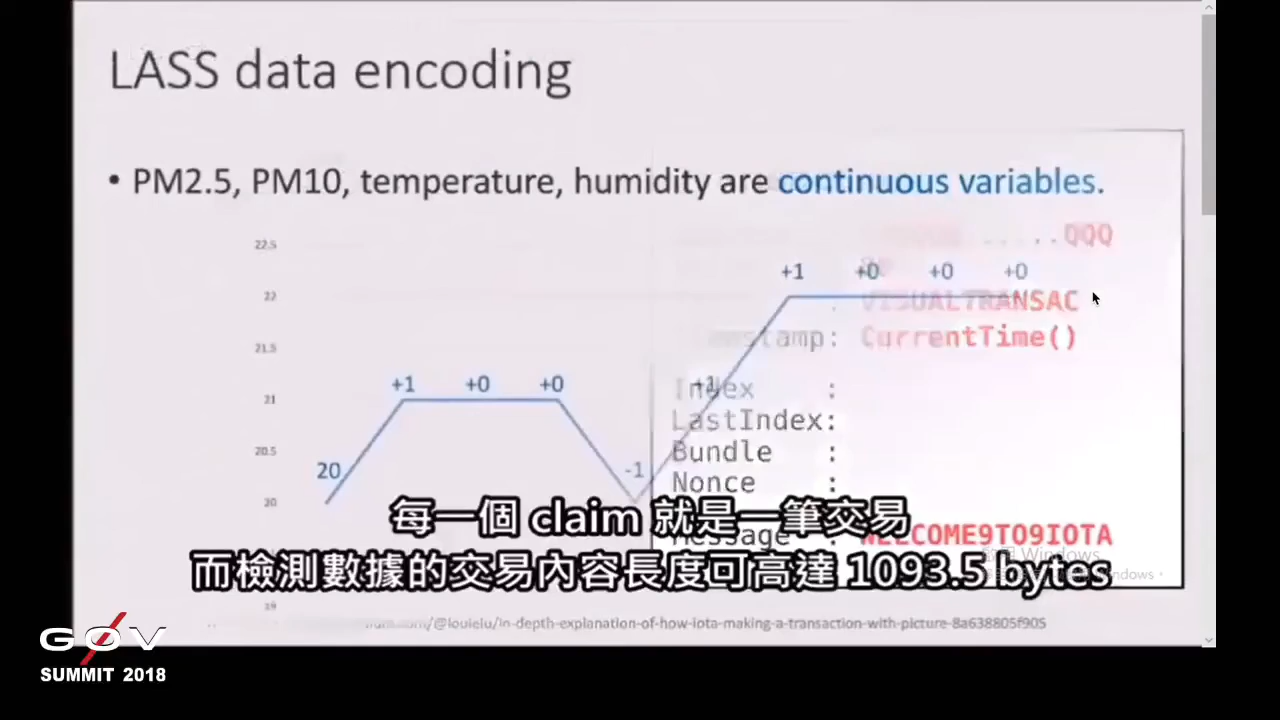 LASS data encoding
• PM2.5, PM10, temperature, humidity are continuous variables.
22.5
......QQQ
+1 +0 +0 +0
22
VISUALTRANSAC
: CurrentTime()
21.5
+1 +0 +0 +1
Index :
21
LastIndex:
20.5
Bundle :
20 -1
Nonce :
20
每一個 claim 就是一筆交易
Message WELCOME9TO9IOTA
而檢測數據的交易內容長度可高達 1093.5 bytes
19
/@louielu/in-depth-explanation-of-how-iota-making-a-transaction-with-picture-8a638805f905
GOV
SUMMIT 2018